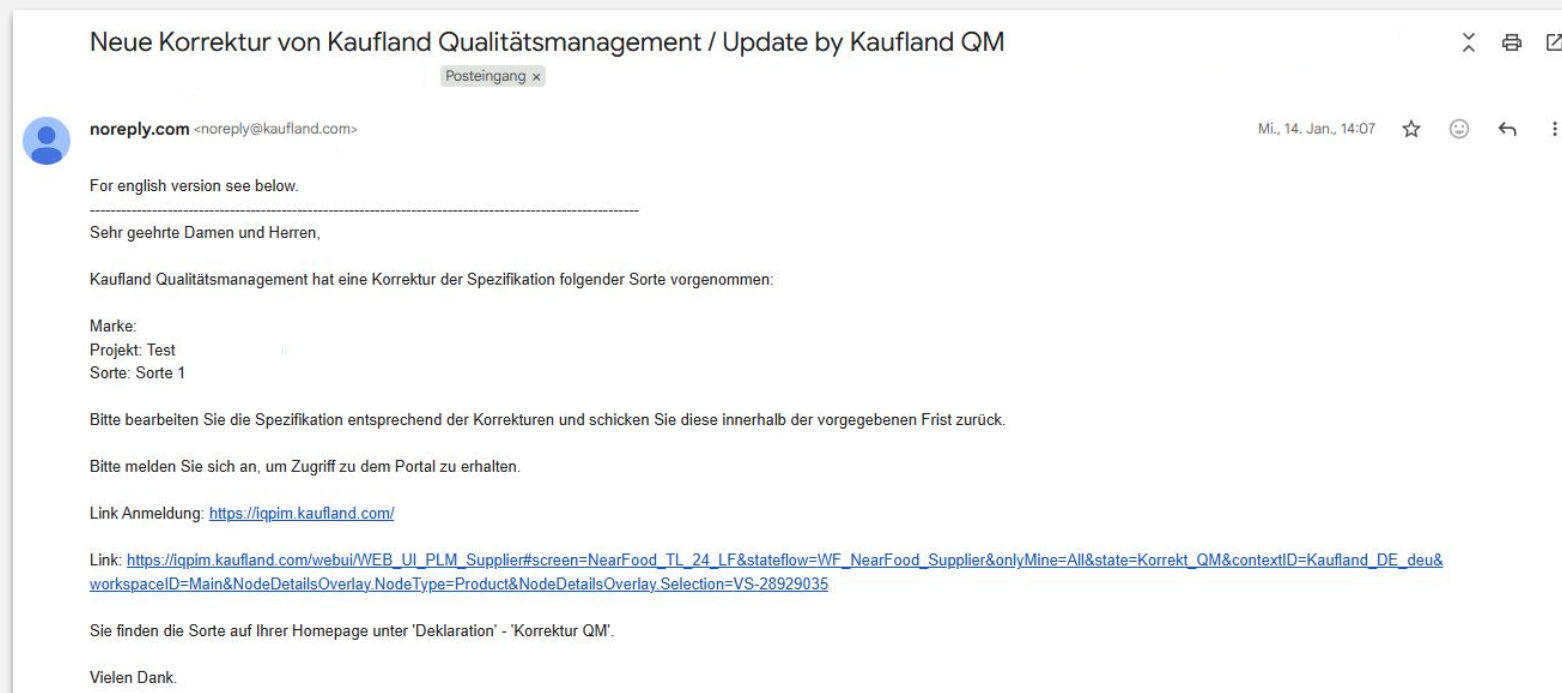 Neue Korrektur von Kaufland Qualitätsmanagement / Update by Kaufland QM
Posteingang ×
noreply.com <noreply@kaufland.com>
Mi., 14. Jan., 14:07
For english version see below.
---------------------------------------------------------------------------------------------------------
Sehr geehrte Damen und Herren,
Kaufland Qualitätsmanagement hat eine Korrektur der Spezifikation folgender Sorte vorgenommen:
Marke:
Projekt: Test
Sorte: Sorte 1
Bitte bearbeiten Sie die Spezifikation entsprechend der Korrekturen und schicken Sie diese innerhalb der vorgegebenen Frist zurück.
Bitte melden Sie sich an, um Zugriff zu dem Portal zu erhalten.
Link Anmeldung: https://iqpim.kaufland.com/
Link: https://iqpim.kaufland.com/webui/WEB_UI_PLM_Supplier#screen=NearFood_TL_24_LF&stateflow=WF_NearFood_Supplier&onlyMine=All&state=Korrekt_QM&contextID=Kaufland_DE_deu&
workspaceID=Main&NodeDetailsOverlay.NodeType=Product&NodeDetailsOverlay.Selection=VS-28929035
Sie finden die Sorte auf Ihrer Homepage unter 'Deklaration' - 'Korrektur QM'.
Vielen Dank.